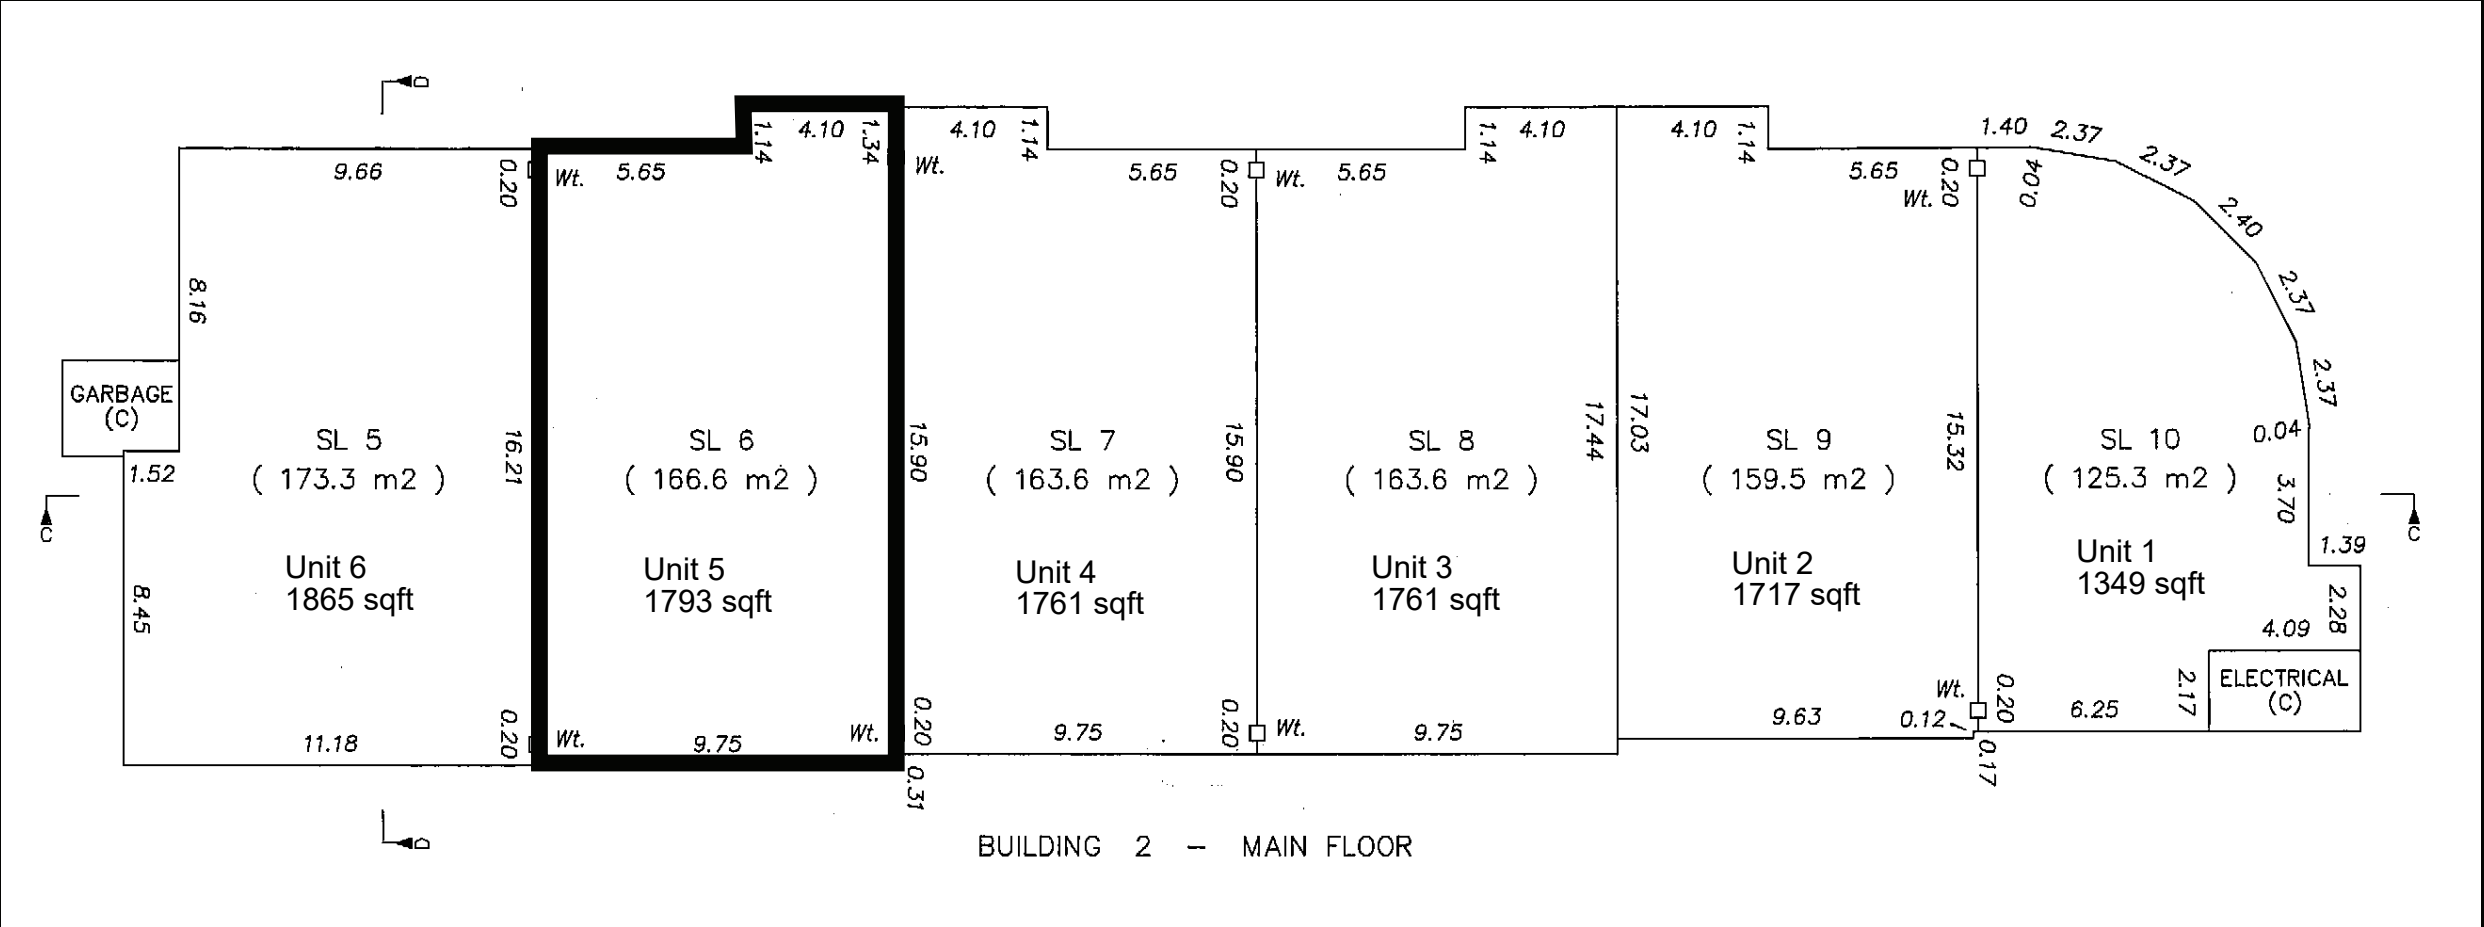 D
9.66
0.20
8.16
GARBAGE
(C)
1.52
C
SL 5
( 173.3 m2 )
16.21
Unit 6
1865 sqft
8.45
11.18
0.20
D
Wt.
5.65
1.14
4.10
1.34
SL 6
( 166.6 m2 )
Unit 5
1793 sqft
Wt.
9.75
Wt.
4.10
1.14
Wt.
5.65
0.20
15.90
SL 7
( 163.6 m2 )
15.90
Unit 4
1761 sqft
0.20
9.75
0.20
0.31
Wt.
5.65
1.14
4.10
SL 8
( 163.6 m2 )
17.44
Unit 3
1761 sqft
Wt.
9.75
4.10
1.14
5.65
0.20
Wt.
17.03
SL 9
( 159.5 m2 )
15.32
Unit 2
1717 sqft
Wt.
9.63
0.12
1.40
2.37
2.37
2.40
2.37
2.37
0.04
0.04
SL 10
( 125.3 m2 )
3.70
C
1.39
Unit 1
1349 sqft
2.28
4.09
0.20
6.25
2.17
ELECTRICAL
(C)
0.17
BUILDING 2 - MAIN FLOOR